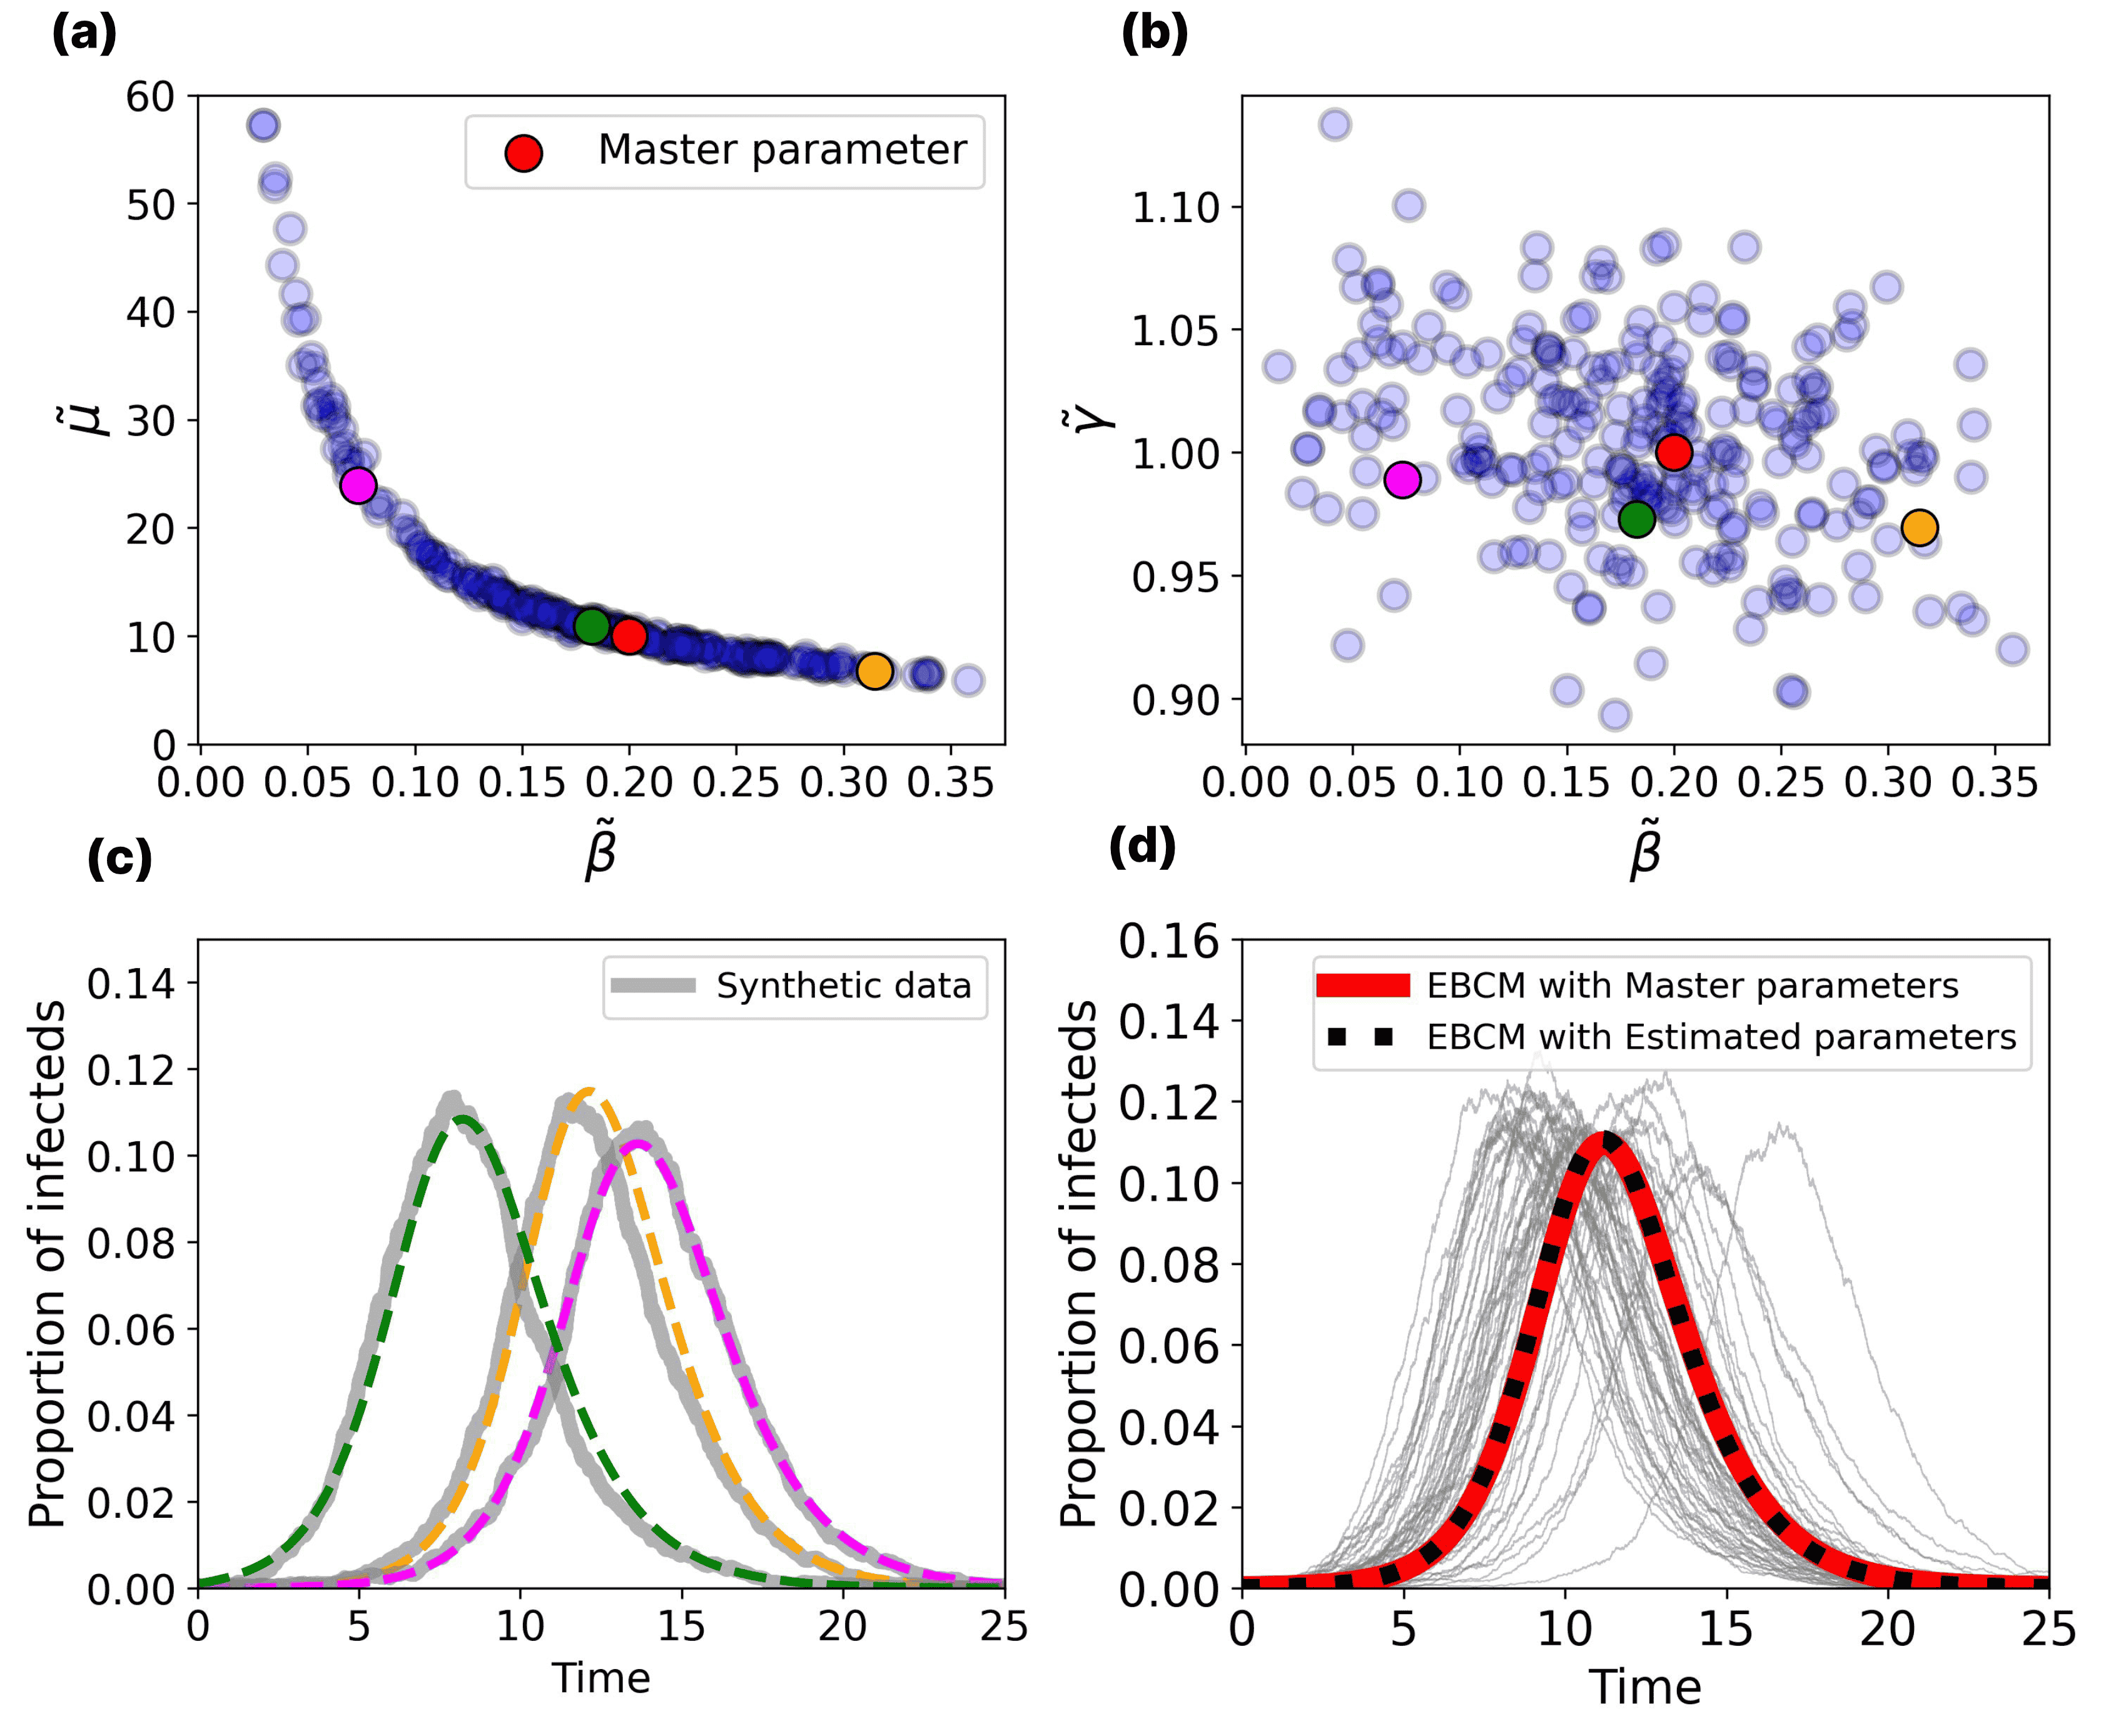 (a)
60
50
40
30
20
10
0
μ̃
Master parameter
0.00 0.05 0.10 0.15 0.20 0.25 0.30 0.35
β̃
(b)
1.10
1.05
1.00
0.95
0.90
γ̃
0.00 0.05 0.10 0.15 0.20 0.25 0.30 0.35
β̃
(c)
0.14
0.12
0.10
0.08
0.06
0.04
0.02
0.00
Proportion of infecteds
Synthetic data
0 5 10 15 20 25
Time
(d)
0.16
0.14
0.12
0.10
0.08
0.06
0.04
0.02
0.00
Proportion of infecteds
EBCM with Master parameters
EBCM with Estimated parameters
0 5 10 15 20 25
Time